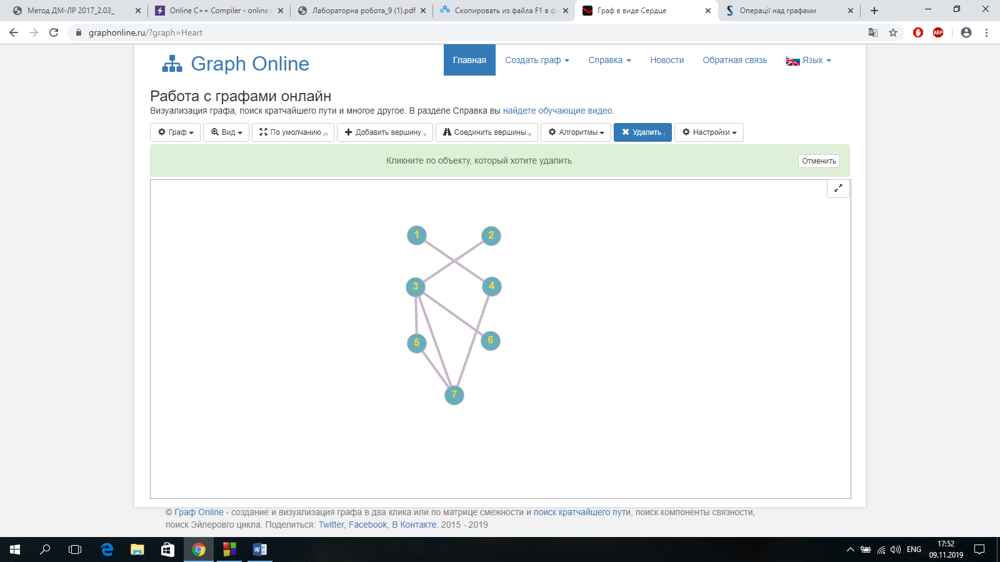 Метод ДМ-ЛР 2017_2.03_
Online C++ Compiler - online
Лабораторна робота_9 (1).pdf
Скопировать из файла F1 в
Граф в виде Сердце
Операції над графами
graphonline.ru/?graph=Heart
ABP
Graph Online
Главная
Создать граф
Справка
Новости
Обратная связь
Язык
Работа с графами онлайн
Визуализация графа, поиск кратчайшего пути и многое другое. В разделе Справка вы найдете обучающие видео.
Граф
Вид
По умолчанию m
Добавить вершину v
Соединить вершины e
Алгоритмы
Удалить r
Настройки
Кликните по объекту, который хотите удалить
Отменить
1
2
3
4
5
6
7
© Граф Online - создание и визуализация графа в два клика или по матрице смежности и поиск кратчайшего пути, поиск компоненты связности,
поиск Эйлерового цикла. Поделиться: Twitter, Facebook, В Контакте. 2015 - 2019
ENG
17:52
09.11.2019